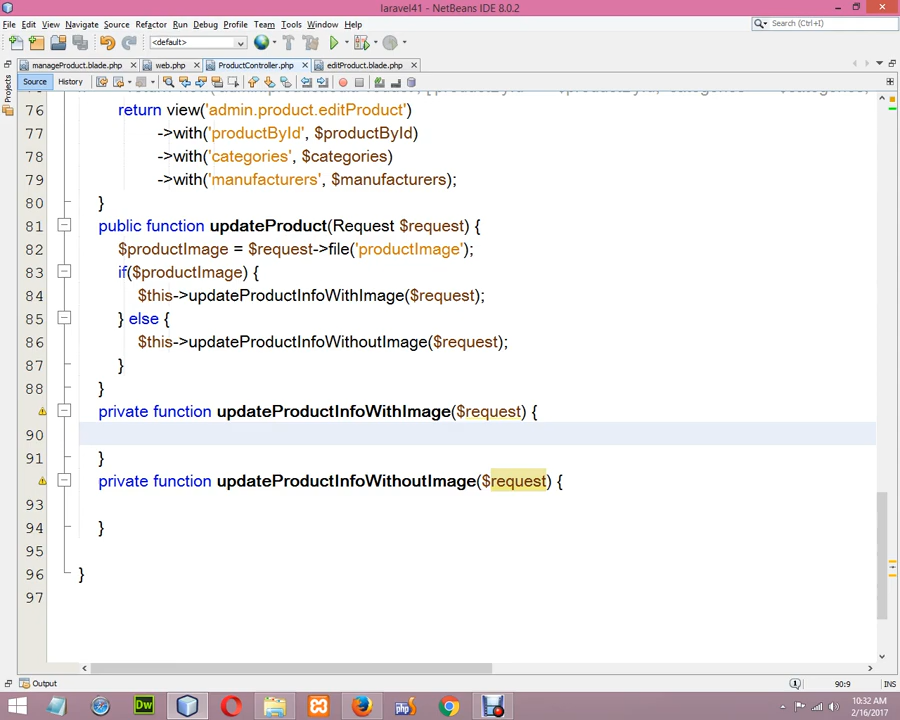 laravel41 - NetBeans IDE 8.0.2
File Edit View Navigate Source Refactor Run Debug Profile Team Tools Window Help
<default>
Search (Ctrl+I)
manageProduct.blade.php web.php ProductController.php editProduct.blade.php
Projects
Source History
76 return view('admin.product.editProduct')
77 ->with('productById', $productById)
78 ->with('categories', $categories)
79 ->with('manufacturers', $manufacturers);
80 }
81 public function updateProduct(Request $request) {
82 $productImage = $request->file('productImage');
83 if($productImage) {
84 $this->updateProductInfoWithImage($request);
85 } else {
86 $this->updateProductInfoWithoutImage($request);
87 }
88 }
private function updateProductInfoWithImage($request) {
90
91 }
private function updateProductInfoWithoutImage($request) {
93
94 }
95
96 }
97
Output
90:9 INS
Dw
php
10:32 AM
2/16/2017